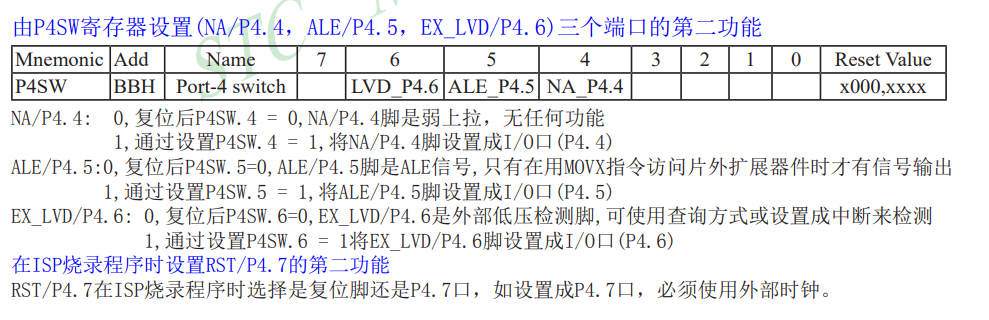 由P4SW寄存器设置(NA/P4.4, ALE/P4.5, EX_LVD/P4.6)三个端口的第二功能
Mnemonic Add Name 7 6 5 4 3 2 1 0 Reset Value
P4SW BBH Port-4 switch LVD_P4.6 ALE_P4.5 NA_P4.4 x000,xxxx
NA/P4.4: 0,复位后P4SW.4 = 0,NA/P4.4脚是弱上拉，无任何功能
1,通过设置P4SW.4 = 1,将NA/P4.4脚设置成I/O口(P4.4)
ALE/P4.5:0,复位后P4SW.5=0,ALE/P4.5脚是ALE信号,只有在用MOVX指令访问片外扩展器件时才有信号输出
1,通过设置P4SW.5 = 1,将ALE/P4.5脚设置成I/O口(P4.5)
EX_LVD/P4.6: 0,复位后P4SW.6=0,EX_LVD/P4.6是外部低压检测脚,可使用查询方式或设置成中断来检测
1,通过设置P4SW.6 = 1将EX_LVD/P4.6脚设置成I/O口(P4.6)
在ISP烧录程序时设置RST/P4.7的第二功能
RST/P4.7在ISP烧录程序时选择是复位脚还是P4.7口，如设置成P4.7口，必须使用外部时钟。
STC